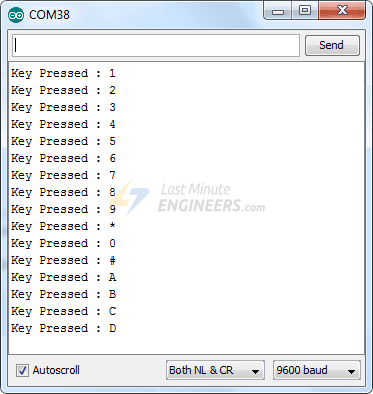 COM38
Send
Key Pressed : 1
Key Pressed : 2
Key Pressed : 3
Key Pressed : 4
Key Pressed : 5
Key Pressed : 6
Key Pressed : 7
Key Pressed : 8
Key Pressed : 9
Key Pressed : *
Key Pressed : 0
Key Pressed : #
Key Pressed : A
Key Pressed : B
Key Pressed : C
Key Pressed : D
Last Minute
ENGINEERS.com
Autoscroll
Both NL & CR
9600 baud